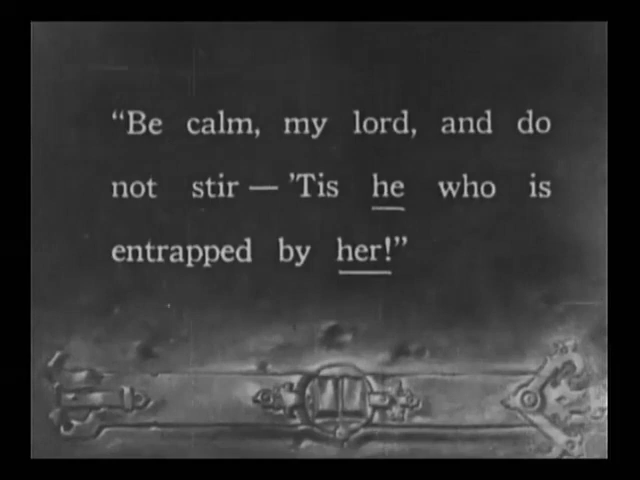 “Be calm, my lord, and do
not stir — ’Tis he who is
entrapped by her!”